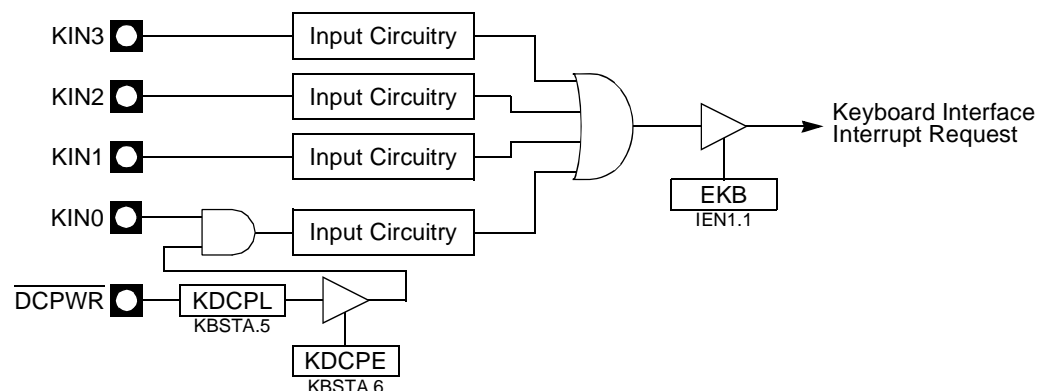 KIN3
Input Circuitry
KIN2
Input Circuitry
Keyboard Interface
Interrupt Request
KIN1
Input Circuitry
EKB
IEN1.1
KIN0
Input Circuitry
DCPWR
KDCPL
KBSTA.5
KDCPE
KBSTA.6